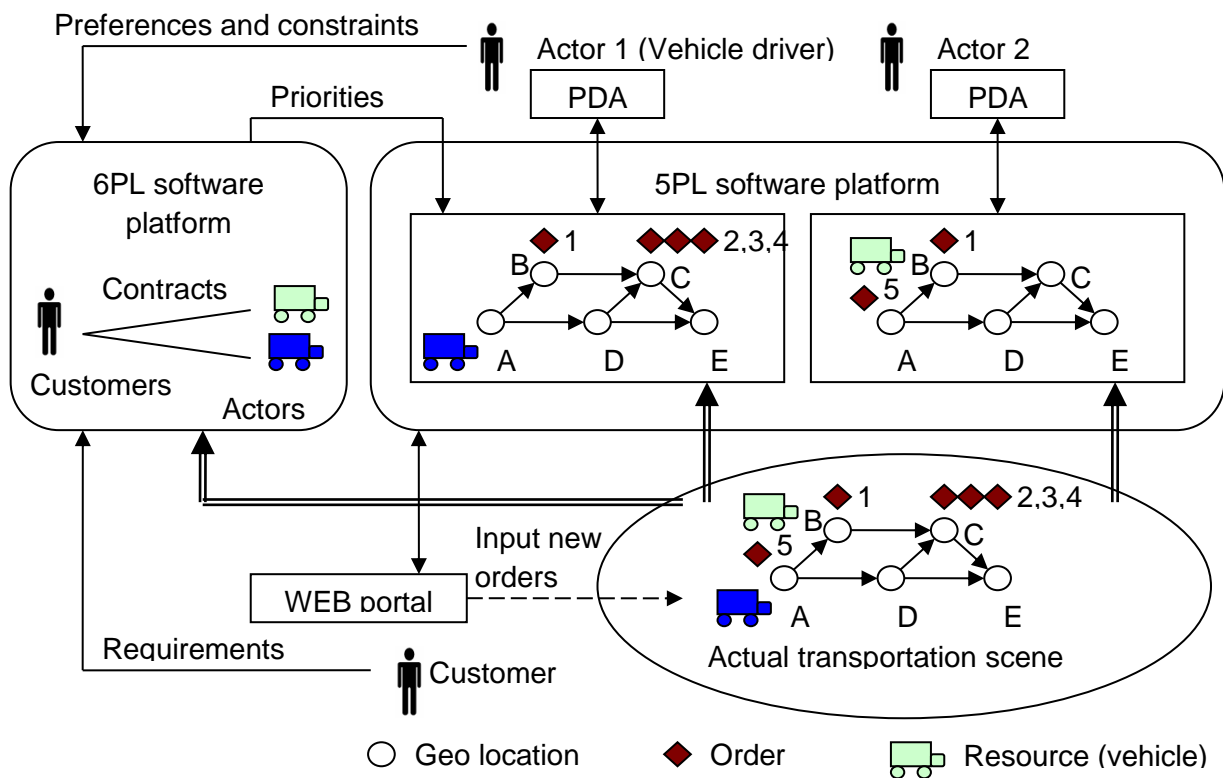 Preferences and constraints
Actor 1 (Vehicle driver)
Actor 2
PDA
PDA
Priorities
6PL software
platform
5PL software platform
1
2,3,4
B
C
A
D
E
1
B
C
5
A
D
E
Contracts
Customers
Actors
1
2,3,4
B
C
5
A
D
E
Actual transportation scene
Input new
orders
WEB portal
Requirements
Customer
Geo location
Order
Resource (vehicle)